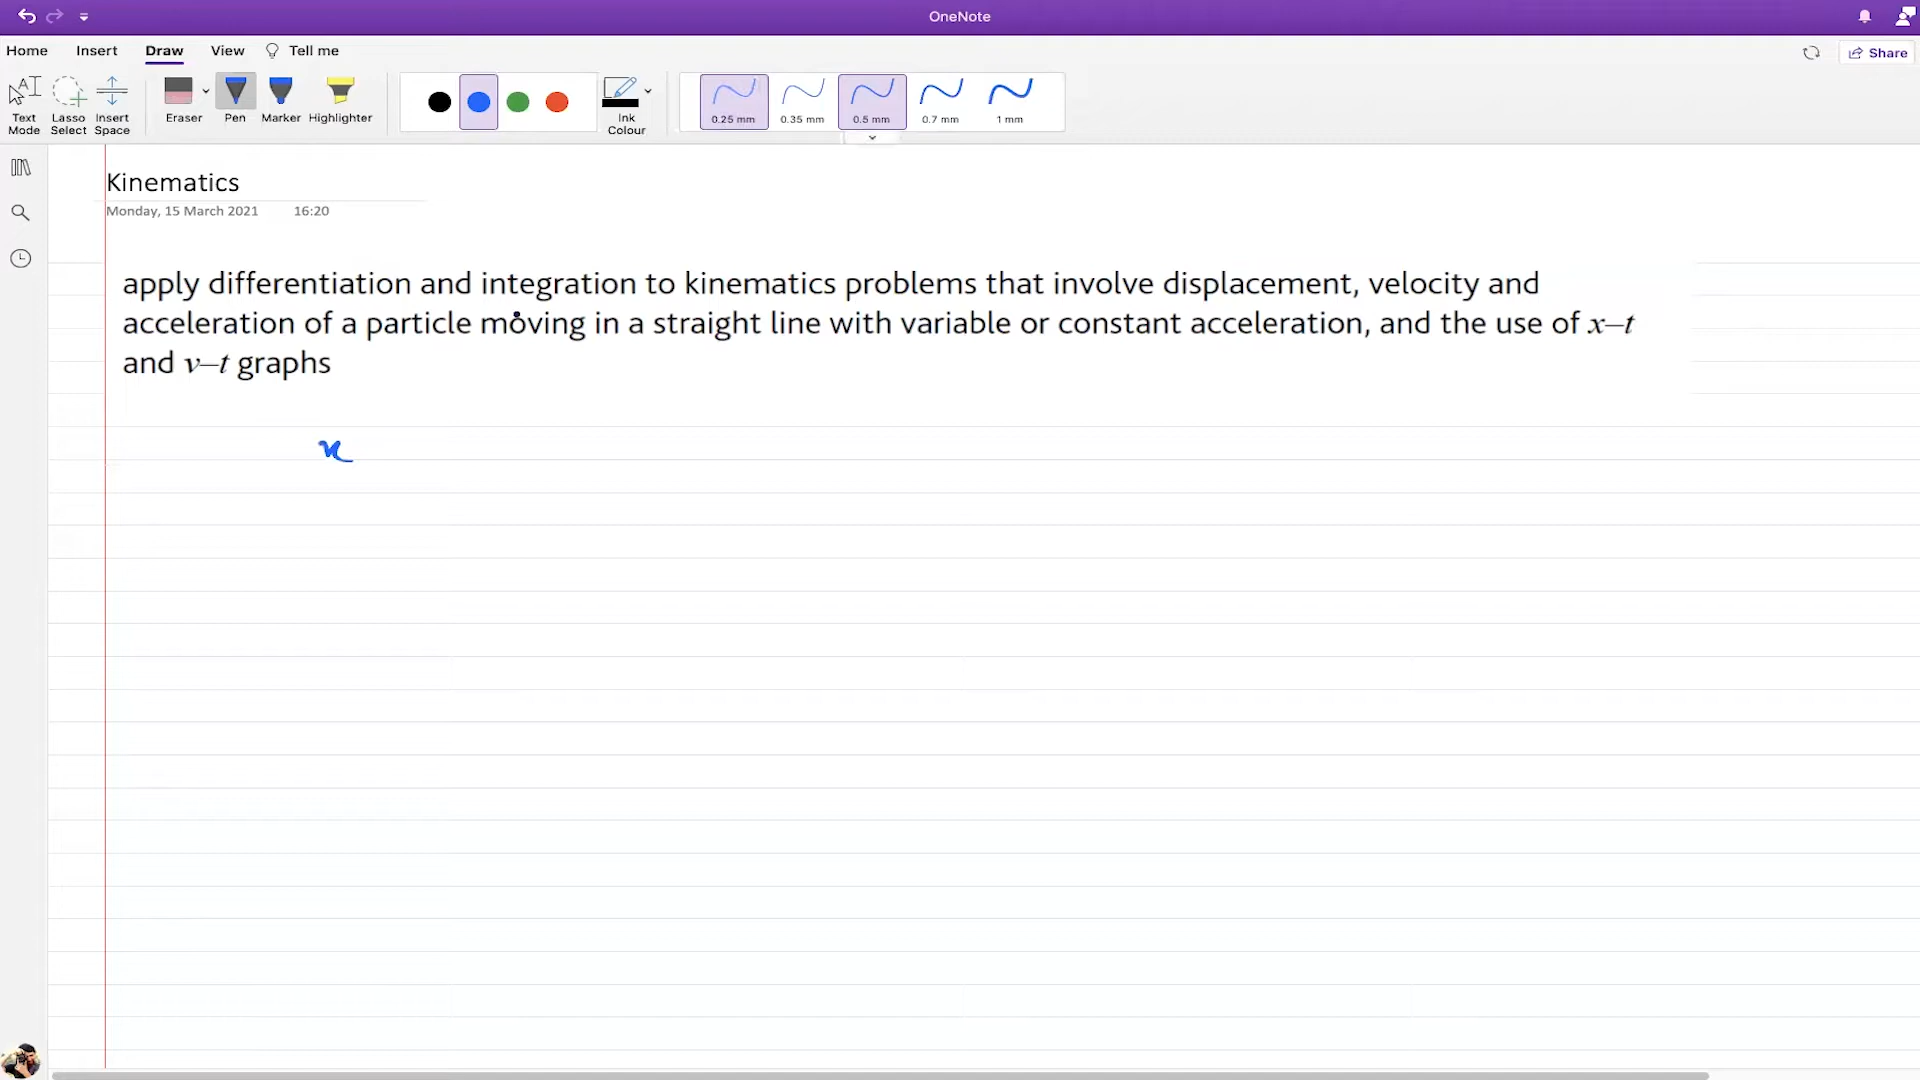 OneNote
Home Insert Draw View Tell me
Share
Text Mode
Lasso Select
Insert Space
Eraser
Pen
Marker
Highlighter
Ink Colour
0.25 mm
0.35 mm
0.5 mm
0.7 mm
1 mm
Kinematics
Monday, 15 March 2021 16:20
apply differentiation and integration to kinematics problems that involve displacement, velocity and
acceleration of a particle moving in a straight line with variable or constant acceleration, and the use of x–t
and v–t graphs
x